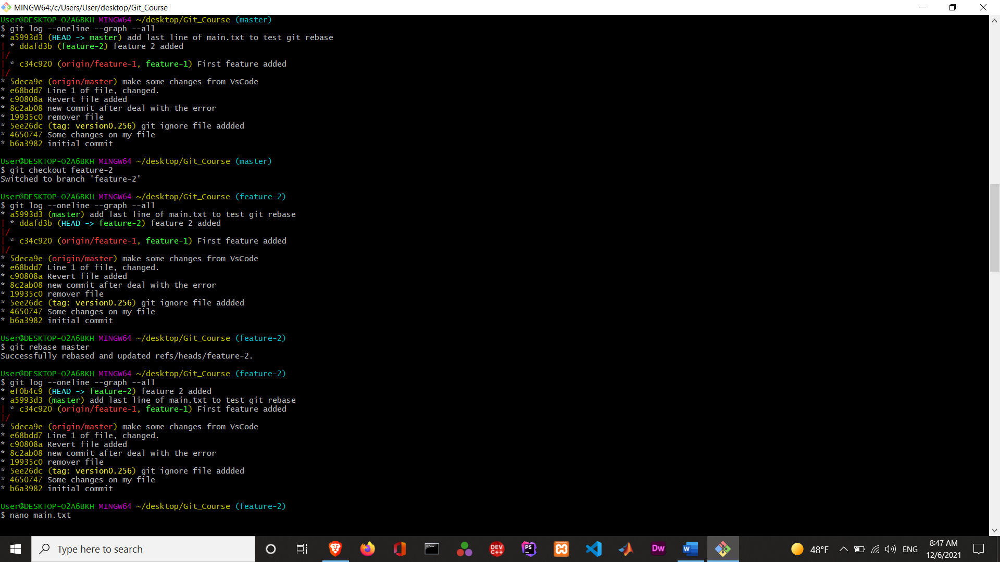 MINGW64:/c/Users/User/desktop/Git_Course
User@DESKTOP-O2A6BKH MINGW64 ~/desktop/Git_Course (master)
$ git log --oneline --graph --all
* a5993d3 (HEAD -> master) add last line of main.txt to test git rebase
| * ddafd3b (feature-2) feature 2 added
|/
| * c34c920 (origin/feature-1, feature-1) First feature added
|/
* 5deca9e (origin/master) make some changes from VsCode
* e68bdd7 Line 1 of file, changed.
* c90808a Revert file added
* 8c2ab08 new commit after deal with the error
* 19935c0 remover file
* 5ee26dc (tag: version0.256) git ignore file addded
* 4650747 Some changes on my file
* b6a3982 initial commit
User@DESKTOP-O2A6BKH MINGW64 ~/desktop/Git_Course (master)
$ git checkout feature-2
Switched to branch 'feature-2'
User@DESKTOP-O2A6BKH MINGW64 ~/desktop/Git_Course (feature-2)
$ git log --oneline --graph --all
* a5993d3 (master) add last line of main.txt to test git rebase
| * ddafd3b (HEAD -> feature-2) feature 2 added
|/
| * c34c920 (origin/feature-1, feature-1) First feature added
|/
* 5deca9e (origin/master) make some changes from VsCode
* e68bdd7 Line 1 of file, changed.
* c90808a Revert file added
* 8c2ab08 new commit after deal with the error
* 19935c0 remover file
* 5ee26dc (tag: version0.256) git ignore file addded
* 4650747 Some changes on my file
* b6a3982 initial commit
User@DESKTOP-O2A6BKH MINGW64 ~/desktop/Git_Course (feature-2)
$ git rebase master
Successfully rebased and updated refs/heads/feature-2.
User@DESKTOP-O2A6BKH MINGW64 ~/desktop/Git_Course (feature-2)
$ git log --oneline --graph --all
* ef0b4c9 (HEAD -> feature-2) feature 2 added
* a5993d3 (master) add last line of main.txt to test git rebase
| * c34c920 (origin/feature-1, feature-1) First feature added
|/
* 5deca9e (origin/master) make some changes from VsCode
* e68bdd7 Line 1 of file, changed.
* c90808a Revert file added
* 8c2ab08 new commit after deal with the error
* 19935c0 remover file
* 5ee26dc (tag: version0.256) git ignore file addded
* 4650747 Some changes on my file
* b6a3982 initial commit
User@DESKTOP-O2A6BKH MINGW64 ~/desktop/Git_Course (feature-2)
$ nano main.txt
Type here to search
DEV C++
PS
Dw
W
48°F
ENG
8:47 AM
12/6/2021